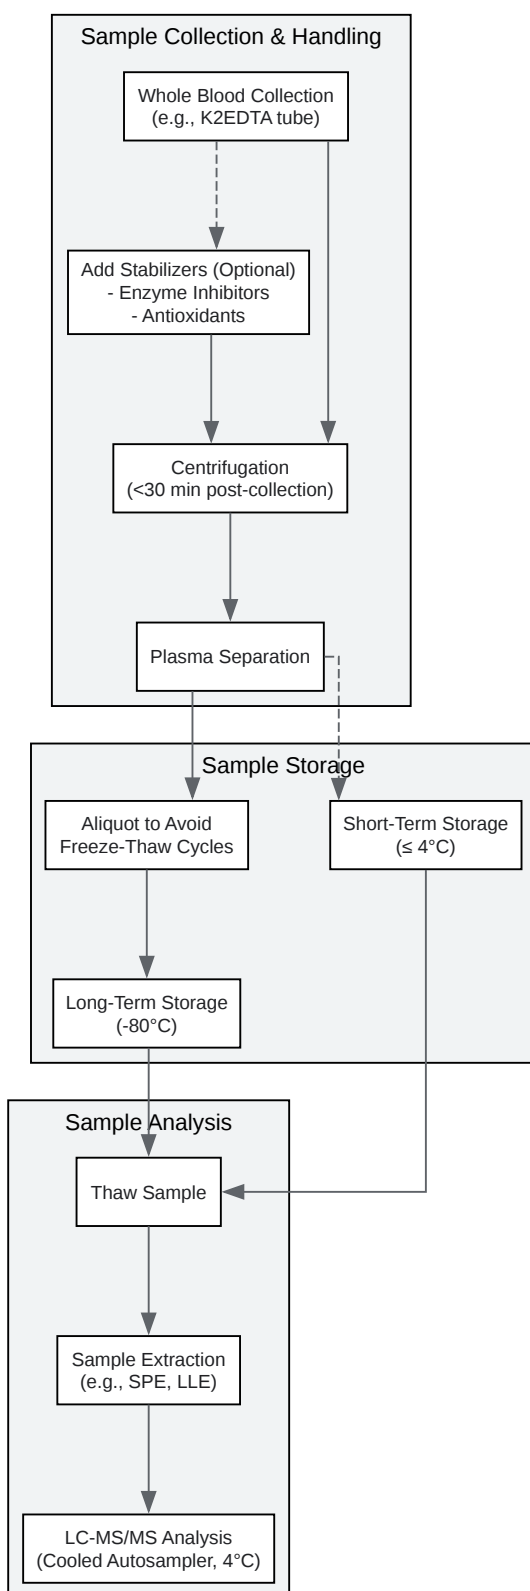 Sample Collection & Handling
Whole Blood Collection
(e.g., K2EDTA tube)
Add Stabilizers (Optional)
- Enzyme Inhibitors
- Antioxidants
Centrifugation
(<30 min post-collection)
Plasma Separation
Sample Storage
Aliquot to Avoid
Freeze-Thaw Cycles
Short-Term Storage
(≤ 4°C)
Long-Term Storage
(-80°C)
Sample Analysis
Thaw Sample
Sample Extraction
(e.g., SPE, LLE)
LC-MS/MS Analysis
(Cooled Autosampler, 4°C)